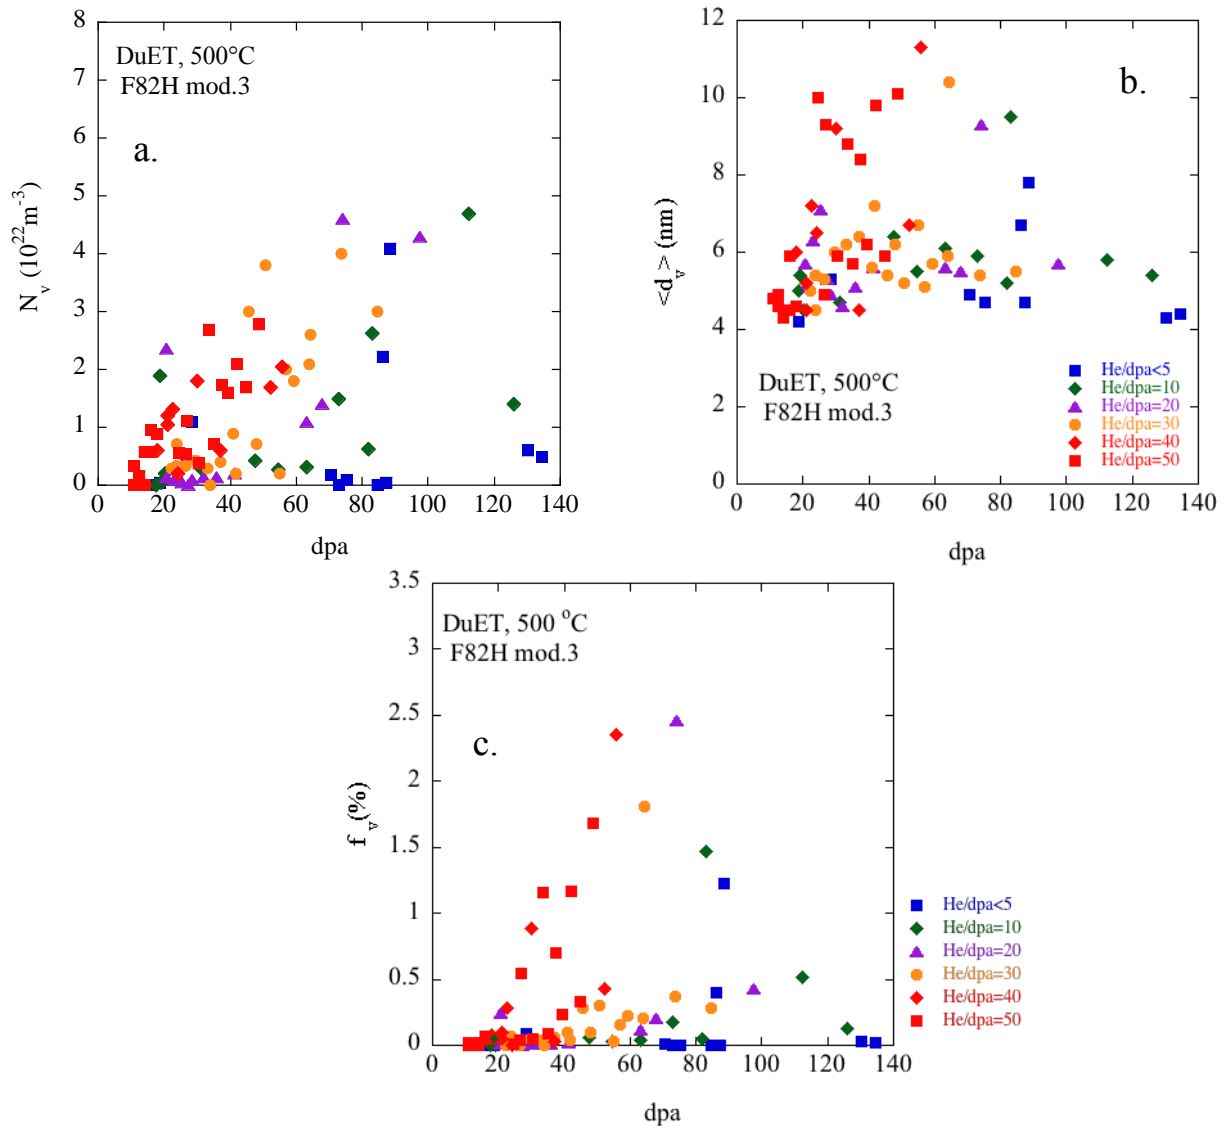 8
7
6
5
4
3
2
1
0
DuET, 500°C
F82H mod.3
a.
N_v (10^22 m^-3)
0 20 40 60 80 100 120 140
dpa
12
10
8
6
4
2
0
b.
<d_v> (nm)
DuET, 500°C
F82H mod.3
He/dpa<5
He/dpa=10
He/dpa=20
He/dpa=30
He/dpa=40
He/dpa=50
0 20 40 60 80 100 120 140
dpa
3.5
3
2.5
2
1.5
1
0.5
0
DuET, 500 °C
F82H mod.3
c.
f_v(%)
He/dpa<5
He/dpa=10
He/dpa=20
He/dpa=30
He/dpa=40
He/dpa=50
0 20 40 60 80 100 120 140
dpa